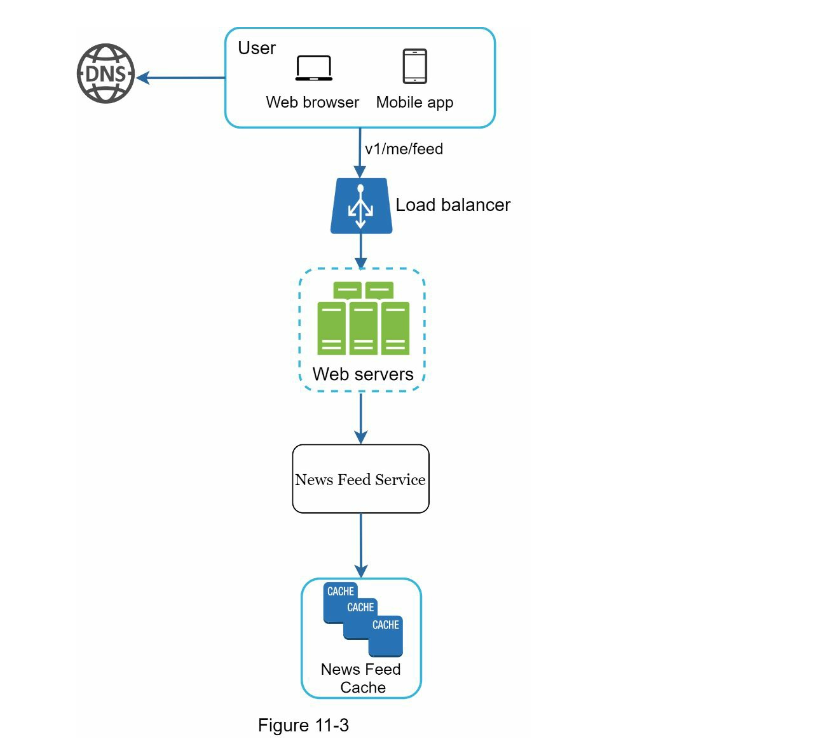 User
DNS
Web browser
Mobile app
v1/me/feed
Load balancer
Web servers
News Feed Service
CACHE
CACHE
CACHE
News Feed
Cache
Figure 11-3